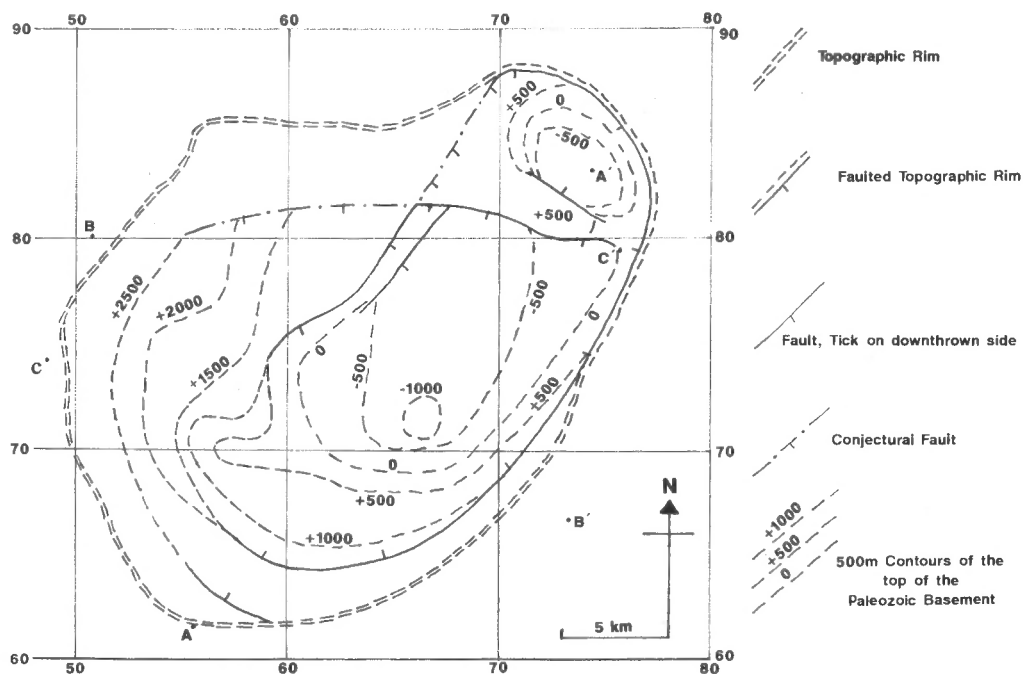 50 60 70 80
90 90
+500
0
-500
A´
Topographic Rim
Faulted Topographic Rim
B
80 80
+500
C´
+2500
+2000
-500
0
Fault, Tick on downthrown side
C
+1500
0
-500
-1000
+500
70 70
Conjectural Fault
0
+500
N
B´
+1000
+1000
+500
0
500m Contours of the
top of the
Paleozoic Basement
A
5 km
60 60
50 60 70 80